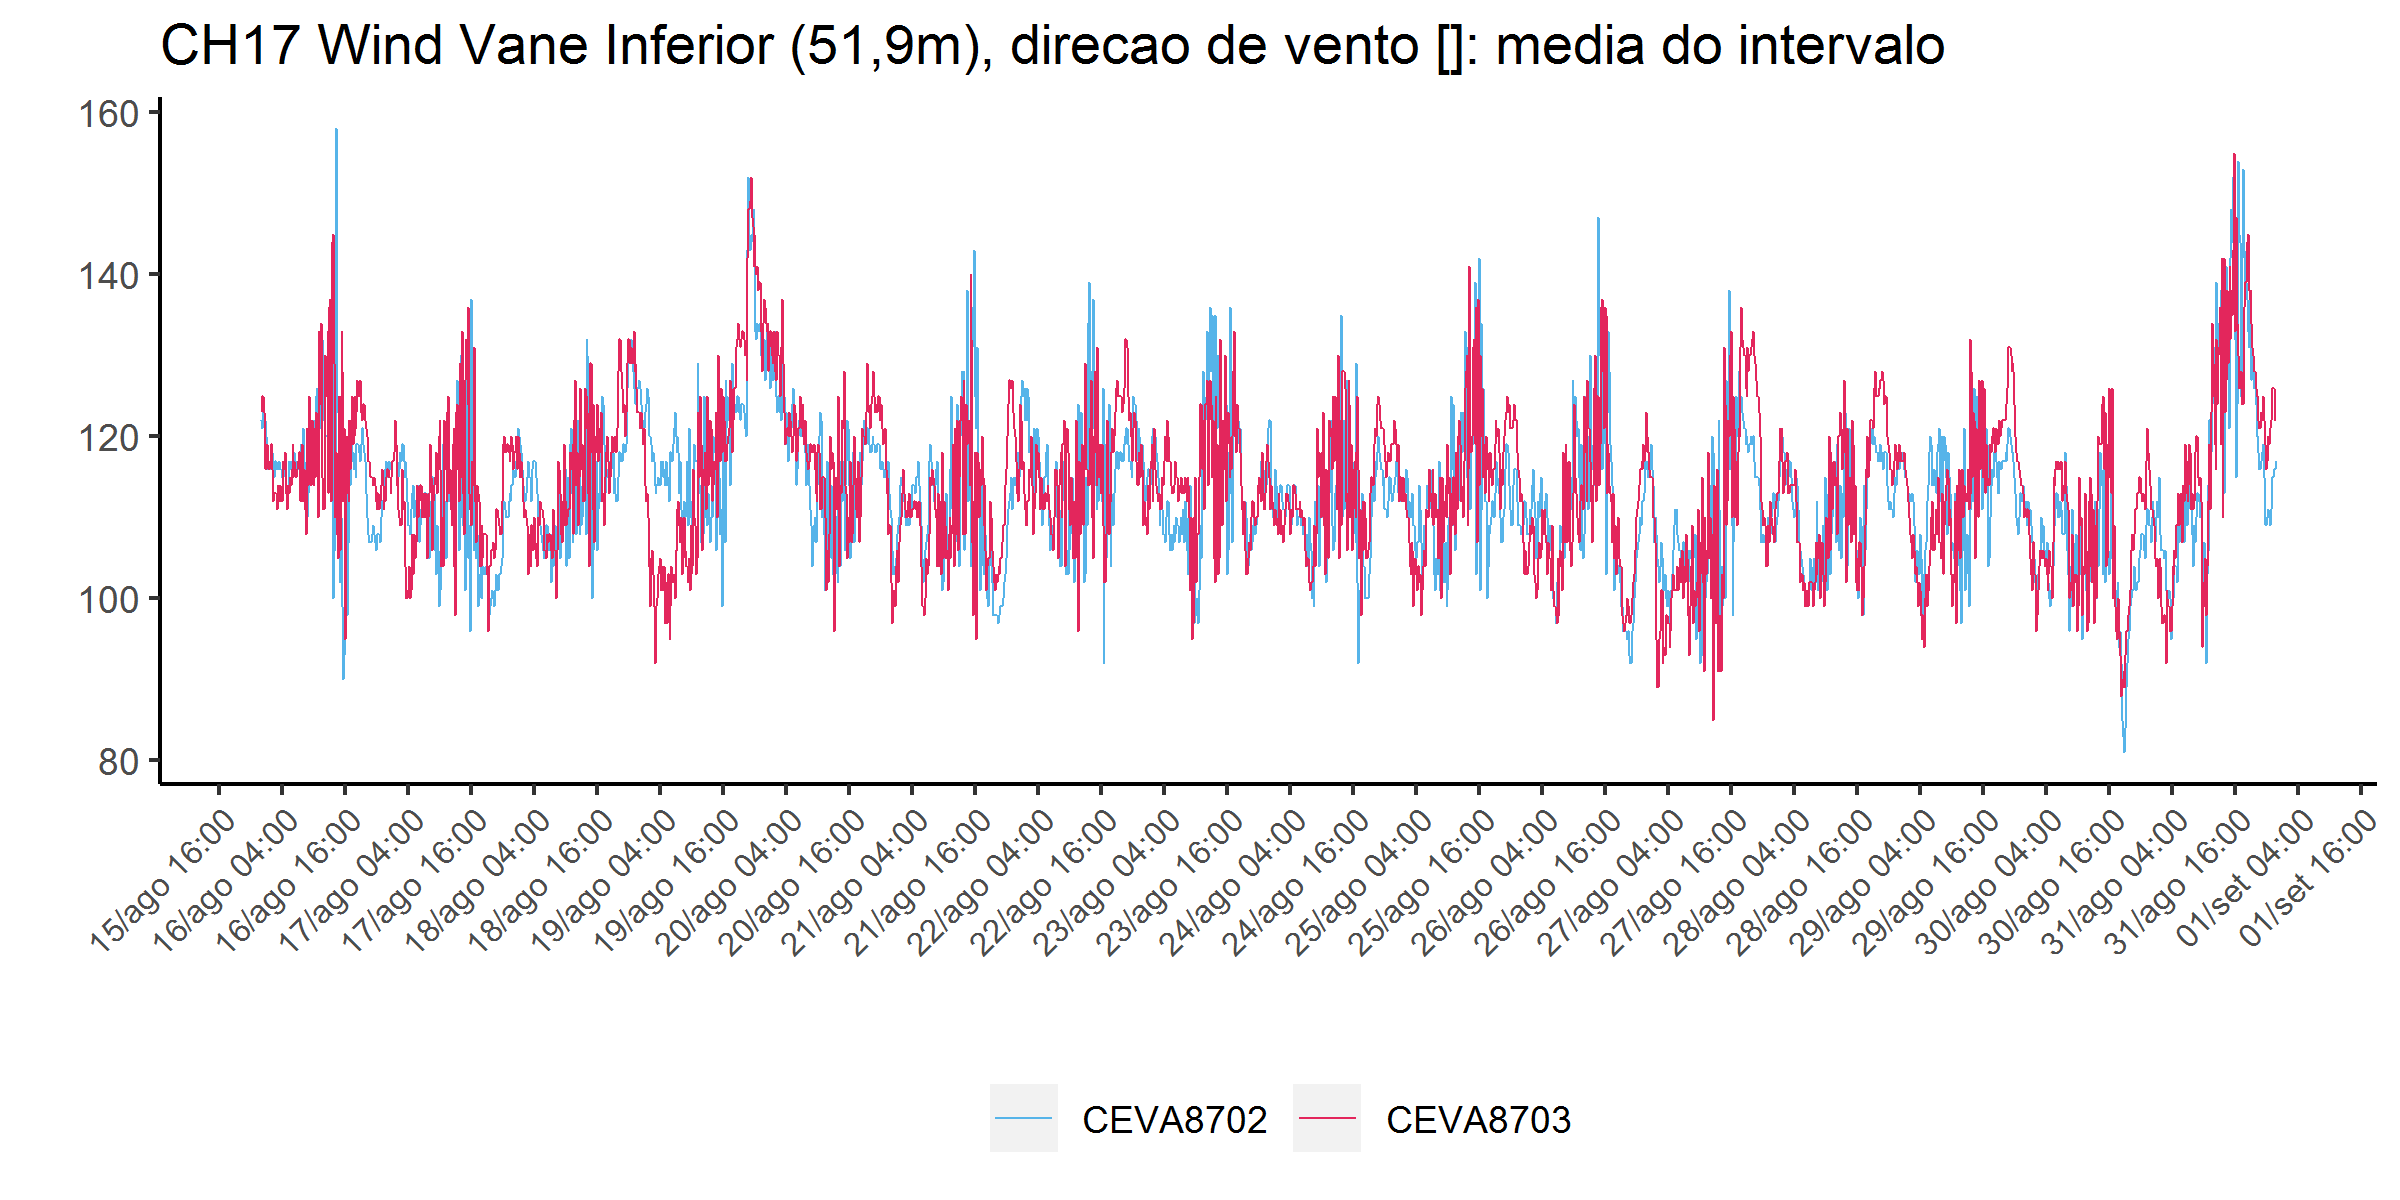 CH17 Wind Vane Inferior (51,9m), direcao de vento []: media do intervalo
160
140
120
100
80
15/ago 16:00
16/ago 04:00
16/ago 16:00
17/ago 04:00
17/ago 16:00
18/ago 04:00
18/ago 16:00
19/ago 04:00
19/ago 16:00
20/ago 04:00
20/ago 16:00
21/ago 04:00
21/ago 16:00
22/ago 04:00
22/ago 16:00
23/ago 04:00
23/ago 16:00
24/ago 04:00
24/ago 16:00
25/ago 04:00
25/ago 16:00
26/ago 04:00
26/ago 16:00
27/ago 04:00
27/ago 16:00
28/ago 04:00
28/ago 16:00
29/ago 04:00
29/ago 16:00
30/ago 04:00
30/ago 16:00
31/ago 04:00
31/ago 16:00
01/set 04:00
01/set 16:00
CEVA8702
CEVA8703